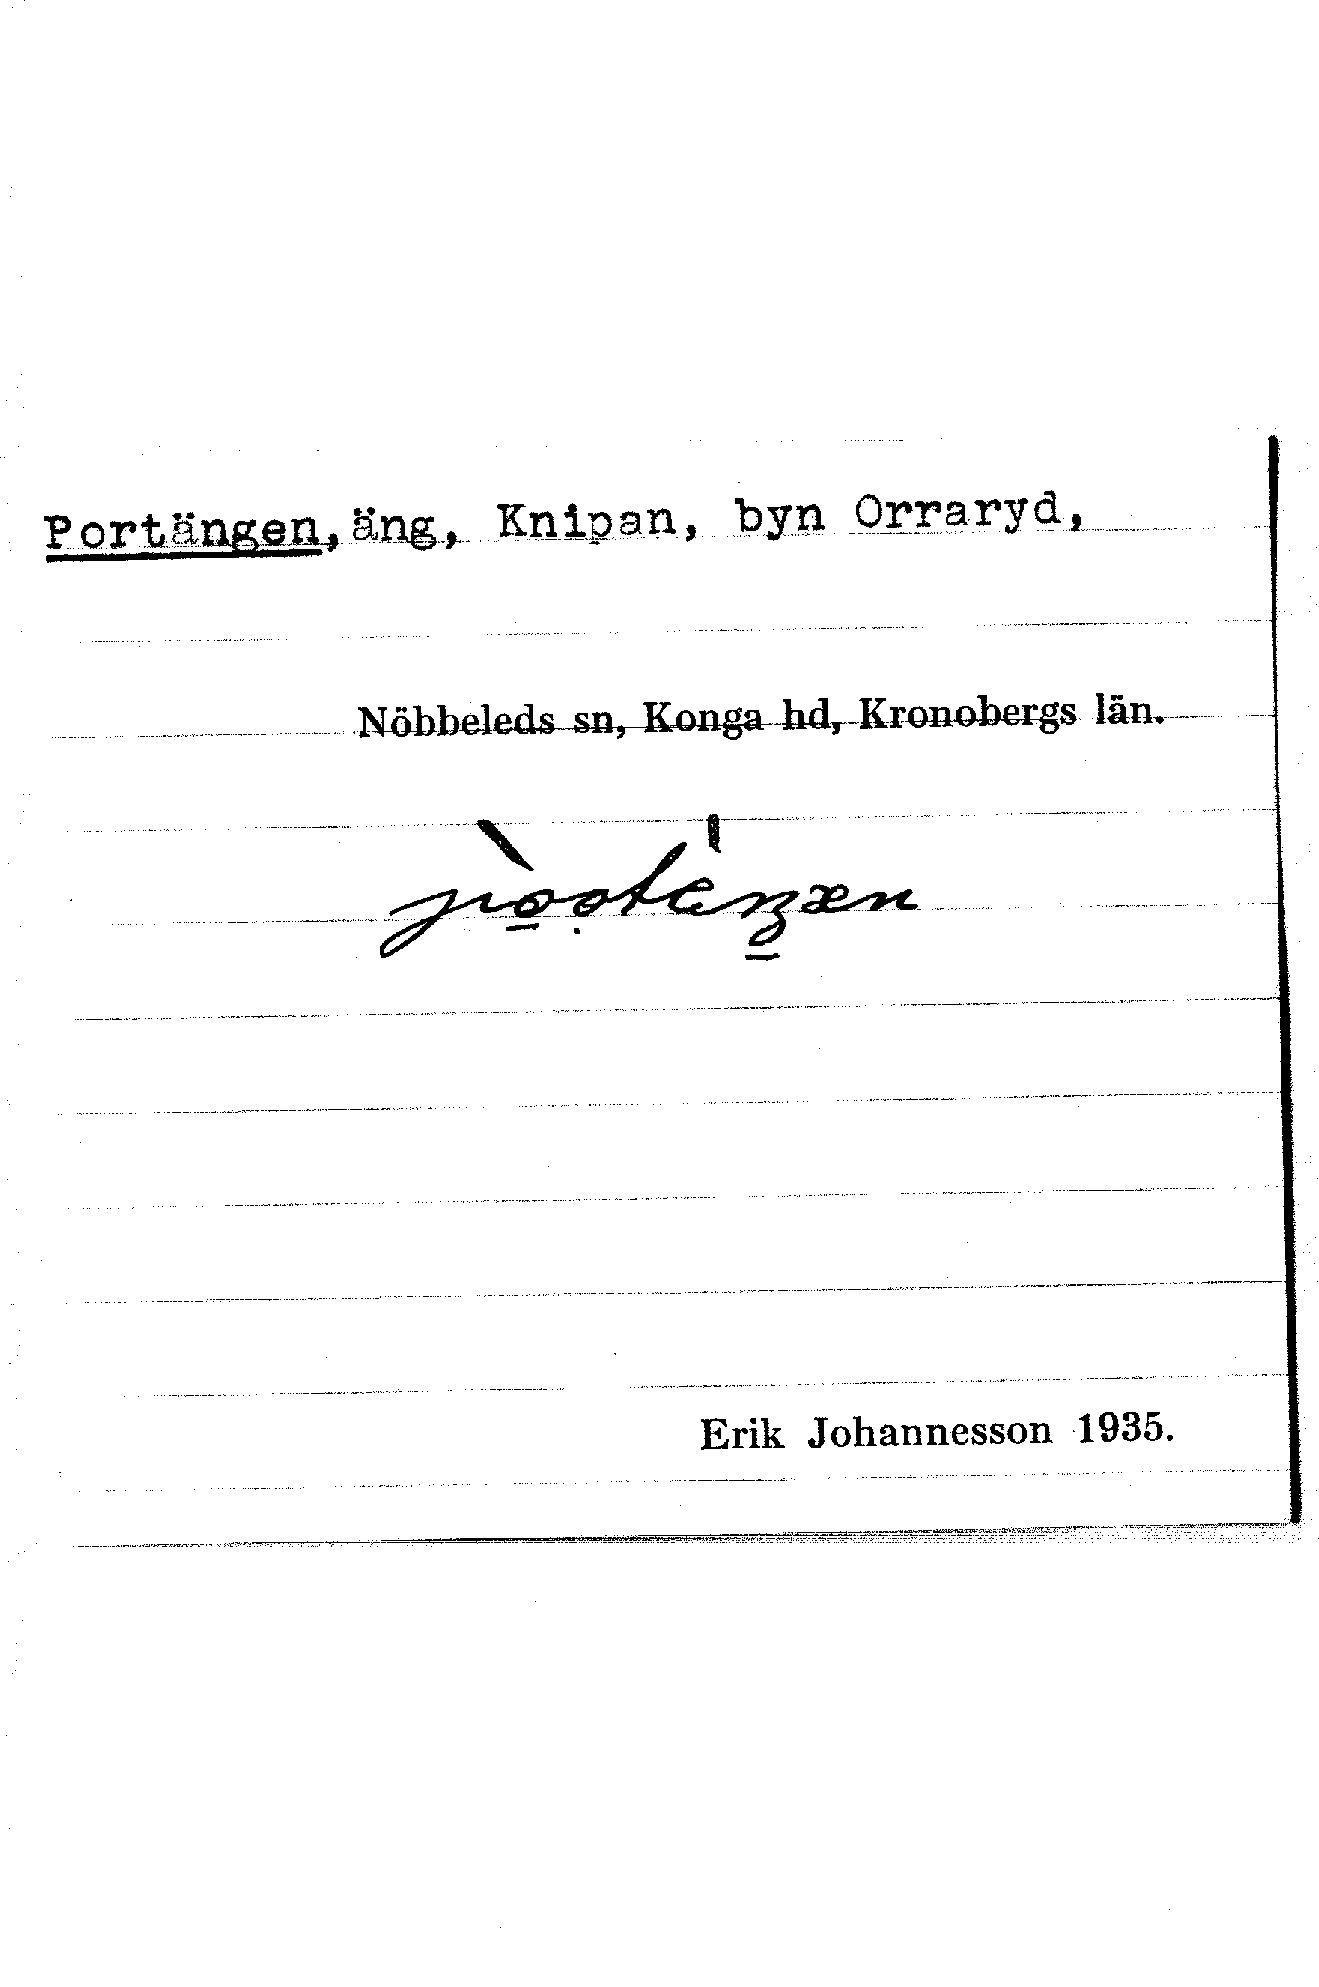 Portängen, äng, Knipan, byn Orraryd,
Nöbbeleds sn, Konga hd, Kronobergs län.
Erik Johannesson 1935.